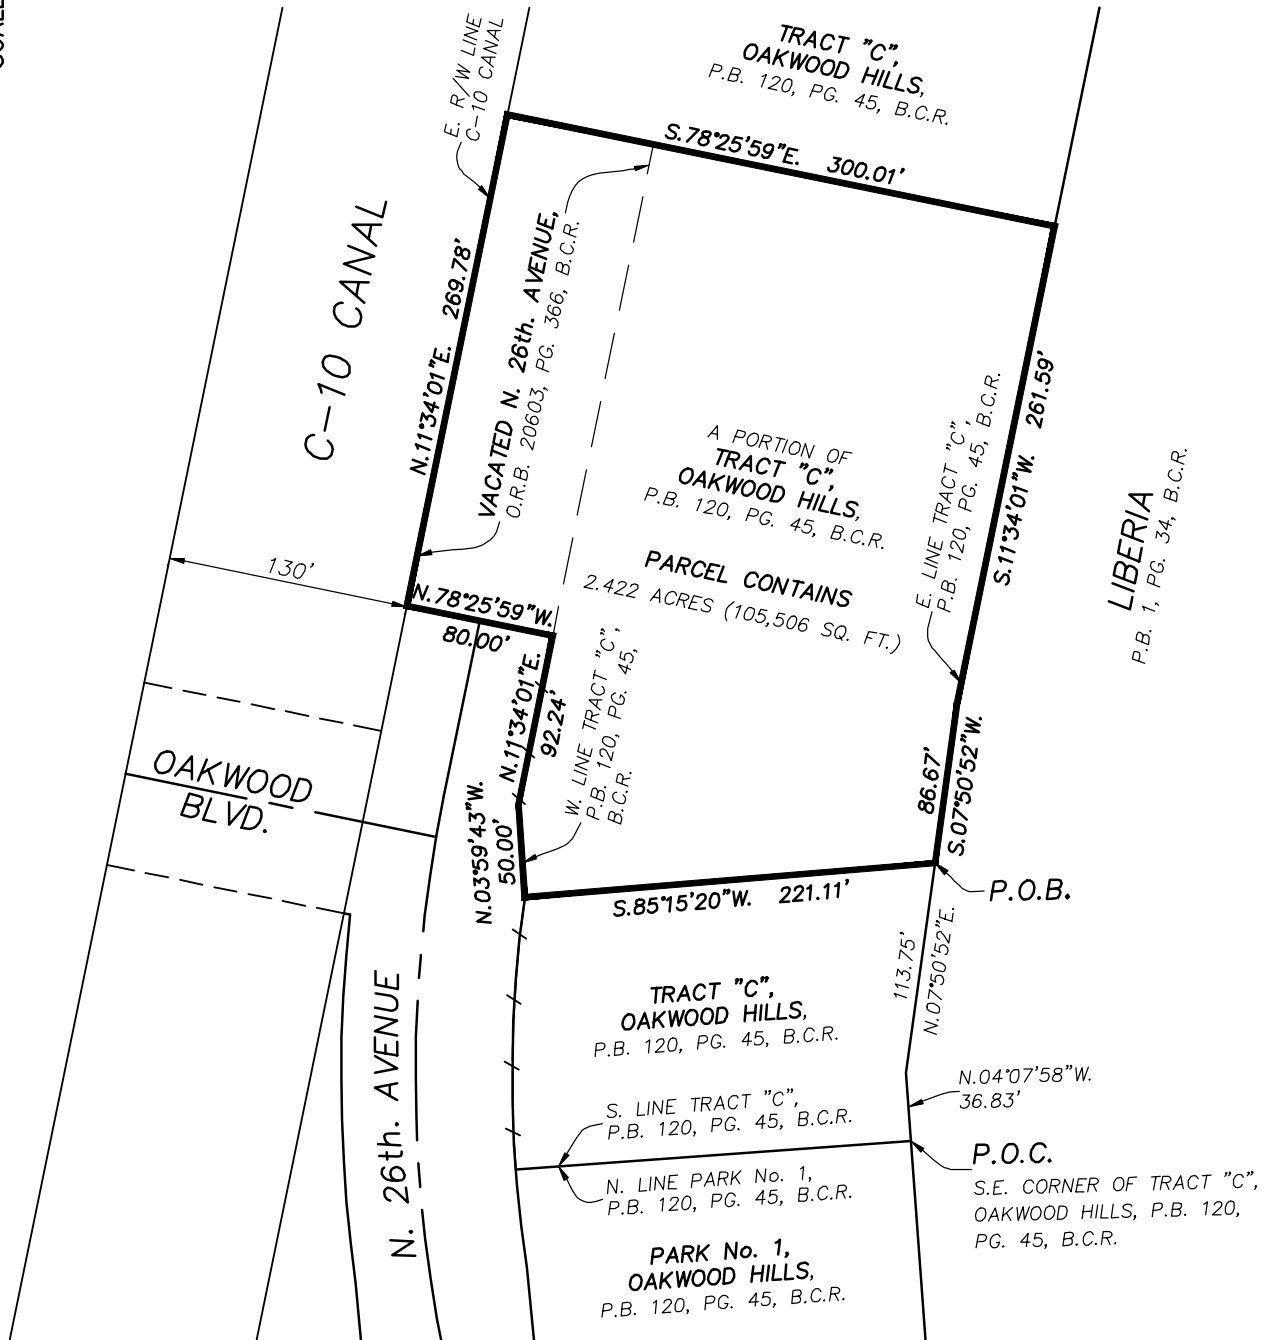 TRACT "C",
OAKWOOD HILLS,
P.B. 120, PG. 45, B.C.R.
E. R/W LINE
C-10 CANAL
S.78°25'59"E. 300.01'
C-10 CANAL
N.11°34'01"E. 269.78'
VACATED N. 26th. AVENUE,
O.R.B. 20603, PG. 366, B.C.R.
A PORTION OF
TRACT "C",
OAKWOOD HILLS,
P.B. 120, PG. 45, B.C.R.
PARCEL CONTAINS
2.422 ACRES (105,506 SQ. FT.)
E. LINE TRACT "C",
P.B. 120, PG. 45, B.C.R.
S.11°34'01"W. 261.59'
LIBERIA
P.B. 1, PG. 34, B.C.R.
130'
N.78°25'59"W.
80.00'
N.11°34'01"E.
92.24'
W. LINE TRACT "C",
P.B. 120, PG. 45,
B.C.R.
OAKWOOD
BLVD.
N.03°59'43"W.
50.00'
86.67'
S.07°50'52"W.
P.O.B.
S.85°15'20"W. 221.11'
113.75'
N.07°50'52"E.
TRACT "C",
OAKWOOD HILLS,
P.B. 120, PG. 45, B.C.R.
N. 26th. AVENUE
N.04°07'58"W.
36.83'
S. LINE TRACT "C",
P.B. 120, PG. 45, B.C.R.
P.O.C.
S.E. CORNER OF TRACT "C",
OAKWOOD HILLS, P.B. 120,
PG. 45, B.C.R.
N. LINE PARK No. 1,
P.B. 120, PG. 45, B.C.R.
PARK No. 1,
OAKWOOD HILLS,
P.B. 120, PG. 45, B.C.R.